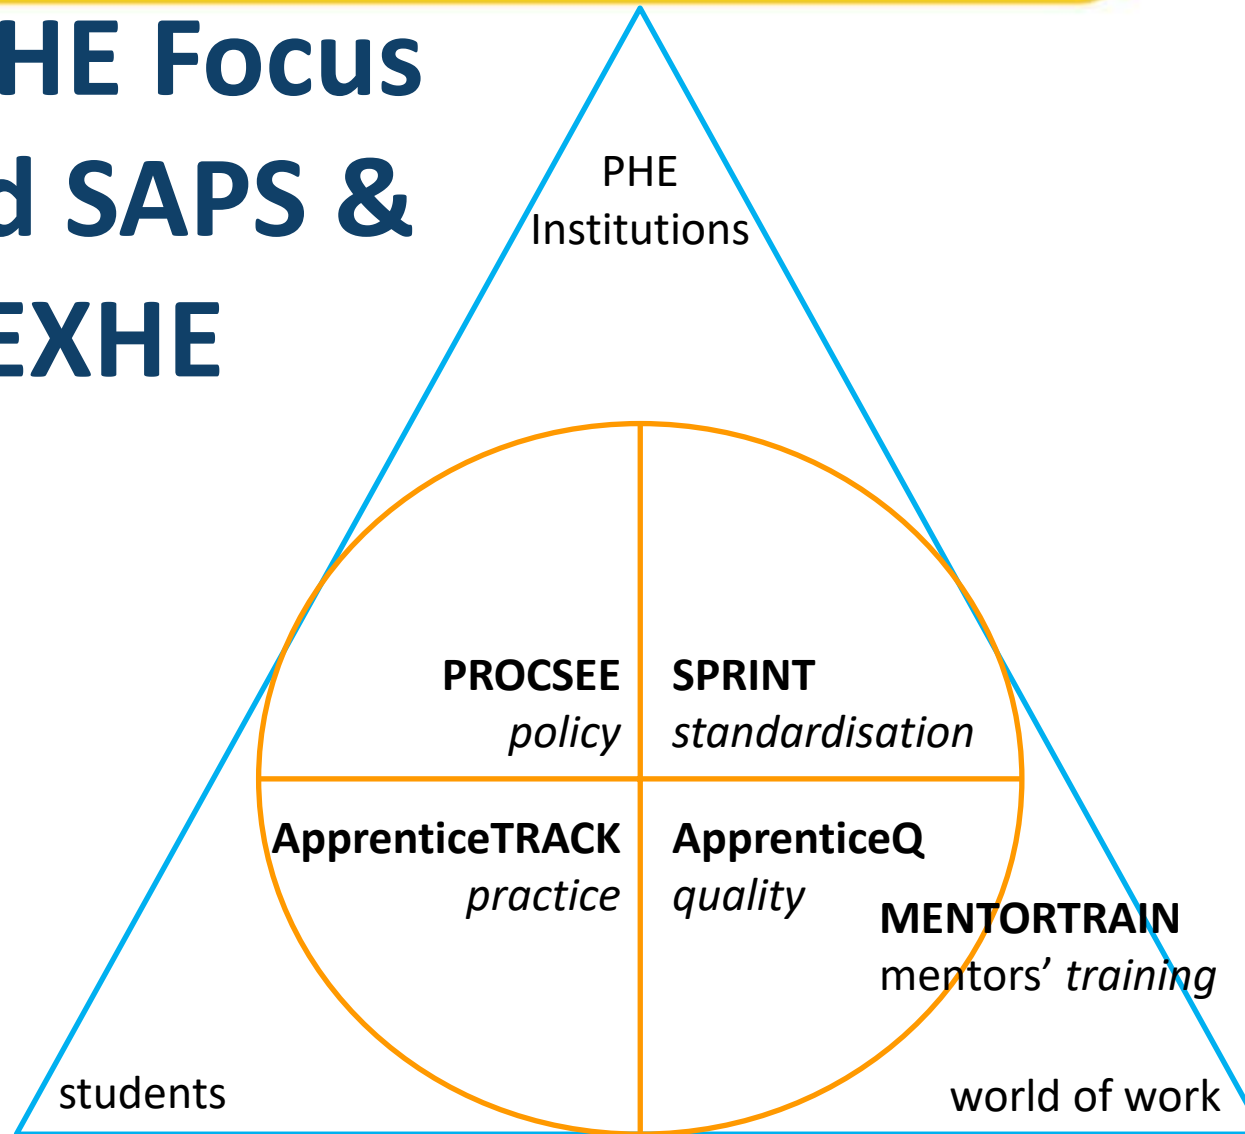 HE Focus
d SAPS &
EXHE
PHE
Institutions
PROCSEE
policy
SPRINT
standardisation
ApprenticeTRACK
practice
ApprenticeQ
quality
MENTORTRAIN
mentors’ training
students
world of work